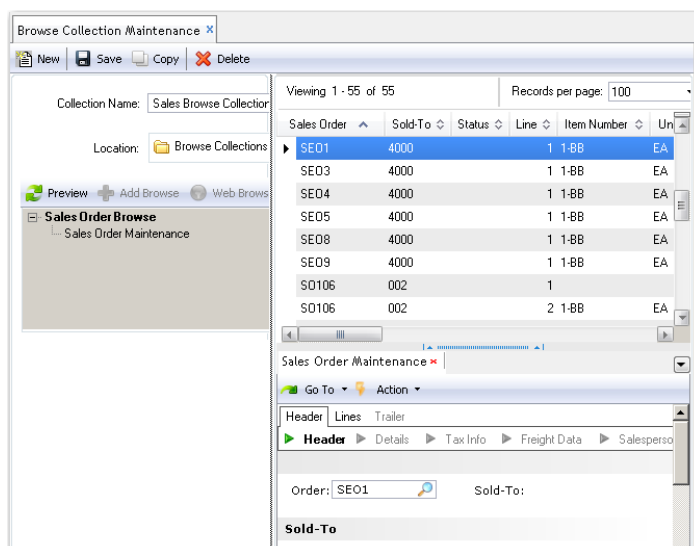 Browse Collection Maintenance x
New Save Copy Delete
Collection Name: Sales Browse Collection
Location: Browse Collections
Preview Add Browse Web Brows
Sales Order Browse
Sales Order Maintenance
Viewing 1 - 55 of 55 Records per page: 100
Sales Order Sold-To Status Line Item Number Un
SEO1 4000 1 1-BB EA
SEO3 4000 1 1-BB EA
SEO4 4000 1 1-BB EA
SEO5 4000 1 1-BB EA
SEO8 4000 1 1-BB EA
SEO9 4000 1 1-BB EA
SO106 002 1
SO106 002 2 1-BB EA
Sales Order Maintenance
Go To Action
Header Lines Trailer
Header Details Tax Info Freight Data Salesperso
Order: SEO1 Sold-To:
Sold-To